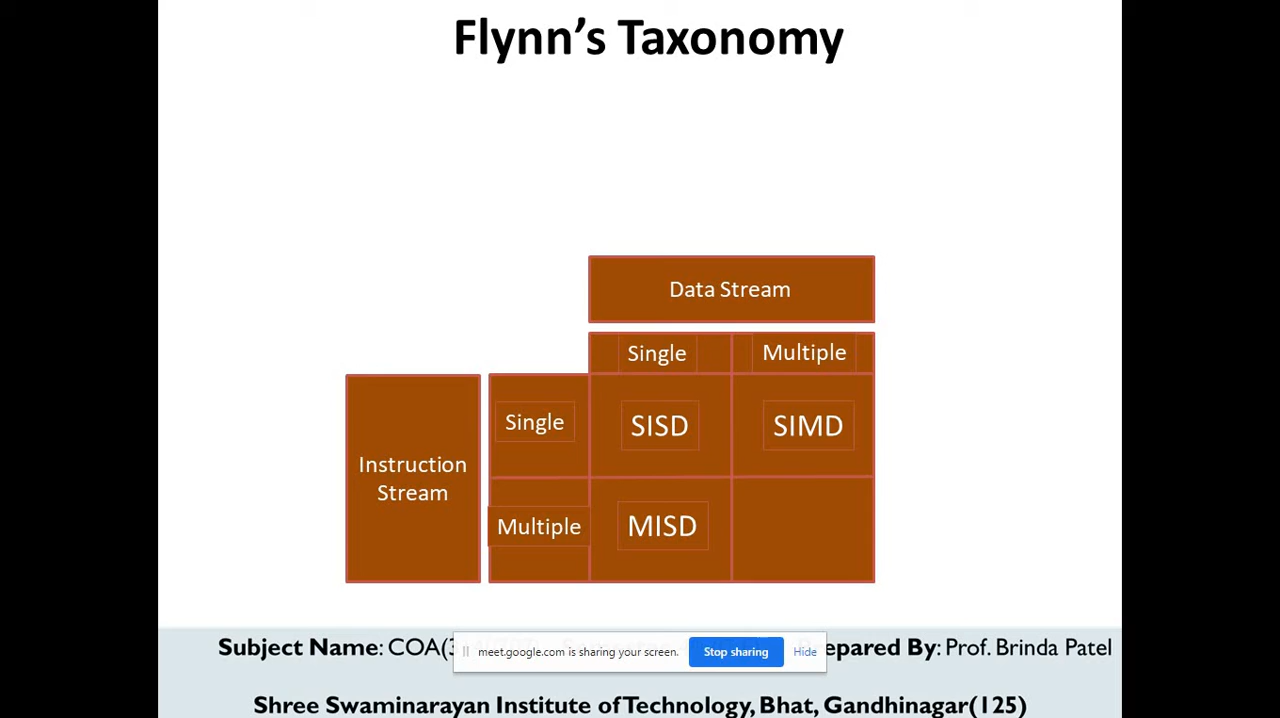 Flynn's Taxonomy
Data Stream
Single Multiple
Instruction Stream
Single SISD SIMD
Multiple MISD
Subject Name: COA( Prepared By: Prof. Brinda Patel
meet.google.com is sharing your screen. Stop sharing Hide
Shree Swaminarayan Institute of Technology, Bhat, Gandhinagar(125)